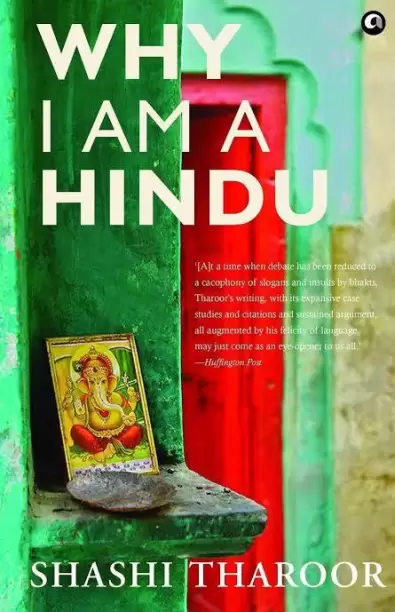 a
WHY
I AM A
HINDU
‘[A]t a time when debate has been reduced to
a cacophony of slogans and insults by bhakts,
Tharoor's writing, with its expansive case
studies and citations and sustained argument,
all augmented by his felicity of language,
may just come as an eye-opener to us all.’
—Huffington Post
SHASHI THAROOR